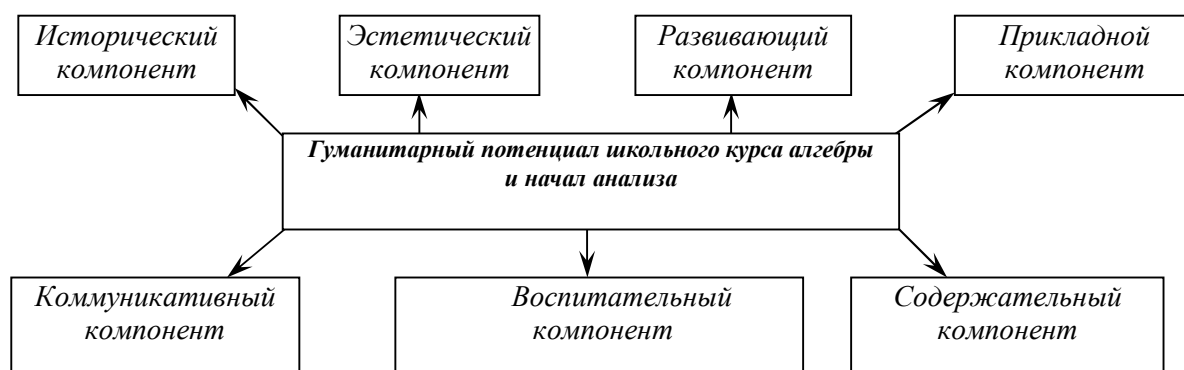 Исторический
компонент
Эстетический
компонент
Развивающий
компонент
Прикладной
компонент
Гуманитарный потенциал школьного курса алгебры
и начал анализа
Коммуникативный
компонент
Воспитательный
компонент
Содержательный
компонент